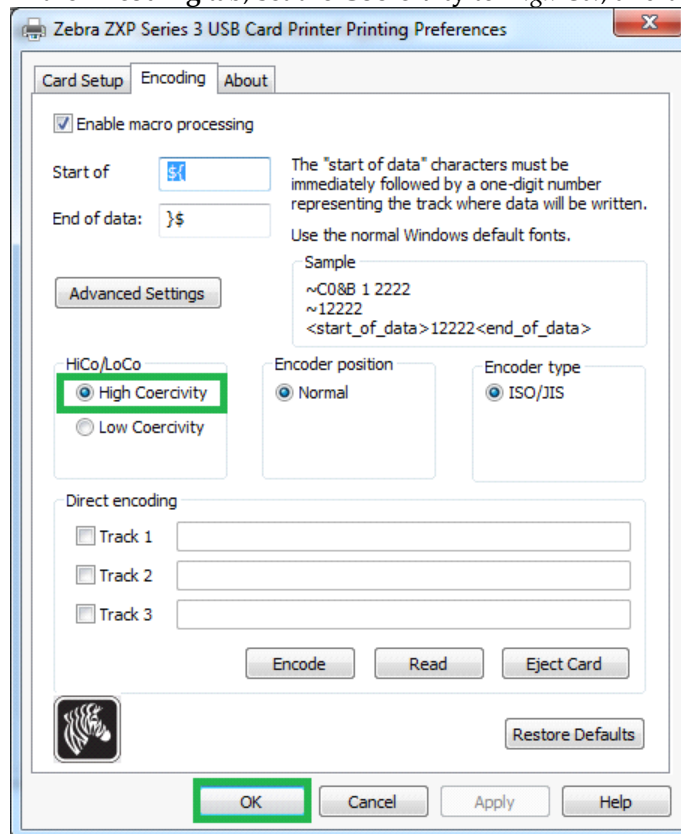 Zebra ZXP Series 3 USB Card Printer Printing Preferences
Card Setup Encoding About
Enable macro processing
Start of ${
The "start of data" characters must be
immediately followed by a one-digit number
representing the track where data will be written.
End of data: }$
Use the normal Windows default fonts.
Sample
Advanced Settings
~C0&B 1 2222
~12222
<start_of_data>12222<end_of_data>
HiCo/LoCo Encoder position Encoder type
High Coercivity Normal ISO/JIS
Low Coercivity
Direct encoding
Track 1
Track 2
Track 3
Encode Read Eject Card
Restore Defaults
OK Cancel Apply Help